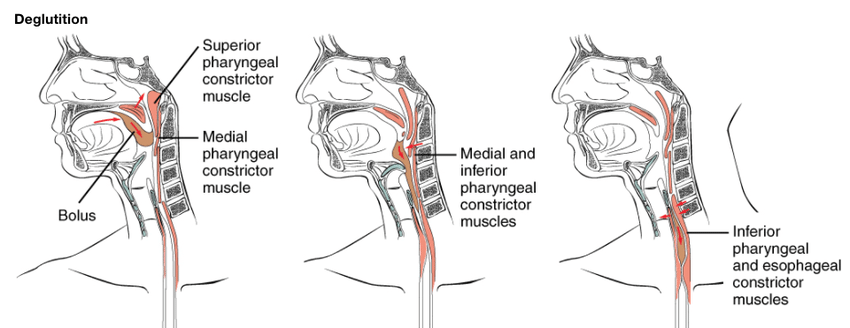 Deglutition
Superior
pharyngeal
constrictor
muscle
Medial
pharyngeal
constrictor
muscle
Bolus
Medial and
inferior
pharyngeal
constrictor
muscles
Inferior
pharyngeal
and esophageal
constrictor
muscles